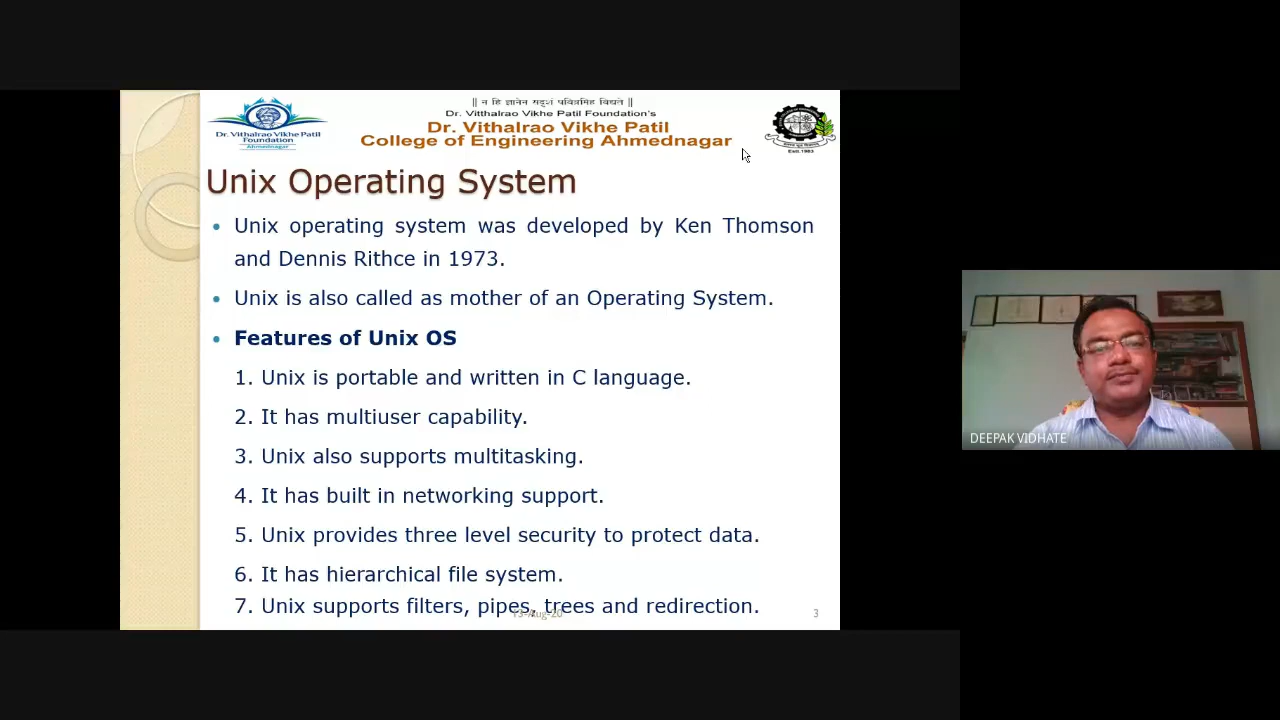 || न हि ज्ञानेन सदृशं पवित्रमिह विद्यते ||
Dr. Vitthalrao Vikhe Patil Foundation's
Dr. Vithalrao Vikhe Patil
College of Engineering Ahmednagar
Dr. Vithalrao Vikhe Patil
Foundation
Ahmednagar
Estd.1983
Unix Operating System
Unix operating system was developed by Ken Thomson
and Dennis Rithce in 1973.
Unix is also called as mother of an Operating System.
Features of Unix OS
1. Unix is portable and written in C language.
2. It has multiuser capability.
3. Unix also supports multitasking.
4. It has built in networking support.
5. Unix provides three level security to protect data.
6. It has hierarchical file system.
7. Unix supports filters, pipes, trees and redirection.
13-Aug-20
3
DEEPAK VIDHATE